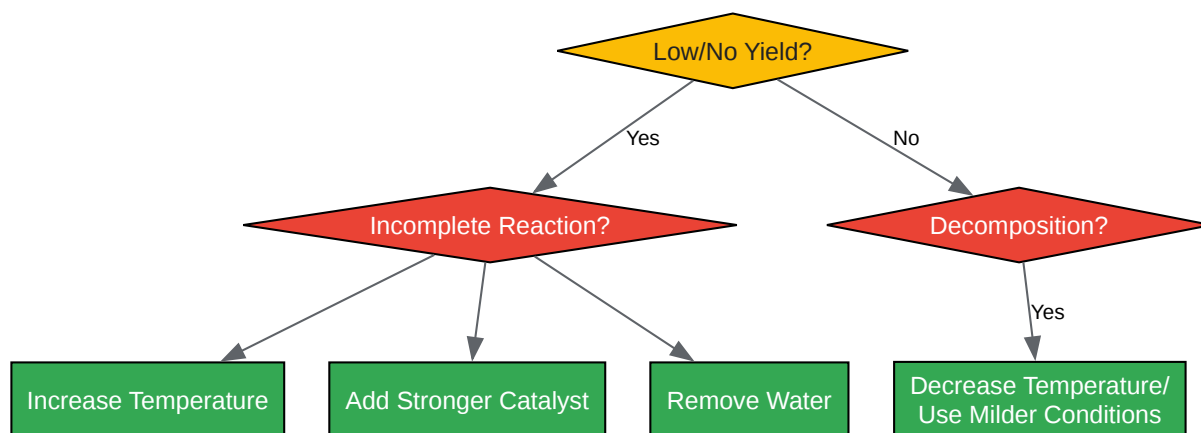 Low/No Yield?
Yes
No
Incomplete Reaction?
Decomposition?
Yes
Increase Temperature
Add Stronger Catalyst
Remove Water
Decrease Temperature/
Use Milder Conditions